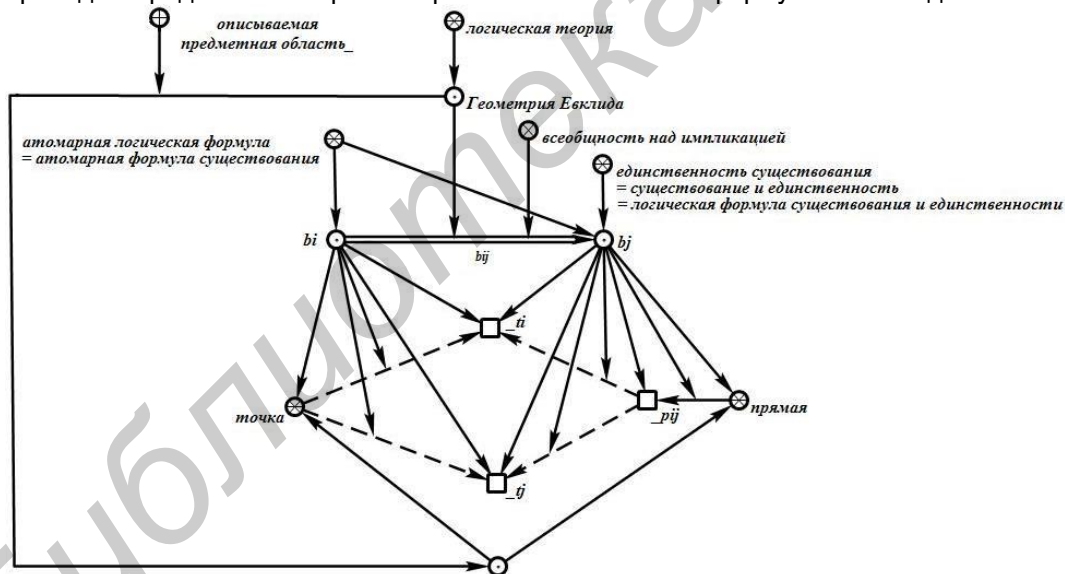 описываемая
предметная область_
логическая теория
Геометрия Евклида
атомарная логическая формула
= атомарная формула существования
всеобщность над импликацией
единственность существования
= существование и единственность
= логическая формула существования и единственности
bi
bij
bj
_ti
точка
_pij
прямая
_tj